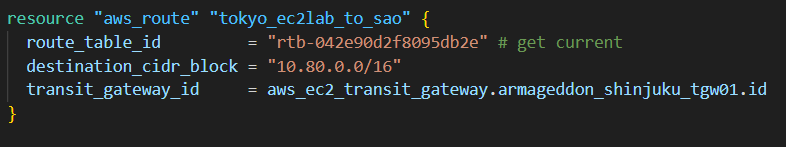 resource "aws_route" "tokyo_ec2lab_to_sao" {
  route_table_id         = "rtb-042e90d2f8095db2e" # get current
  destination_cidr_block = "10.80.0.0/16"
  transit_gateway_id     = aws_ec2_transit_gateway.armageddon_shinjuku_tgw01.id
}